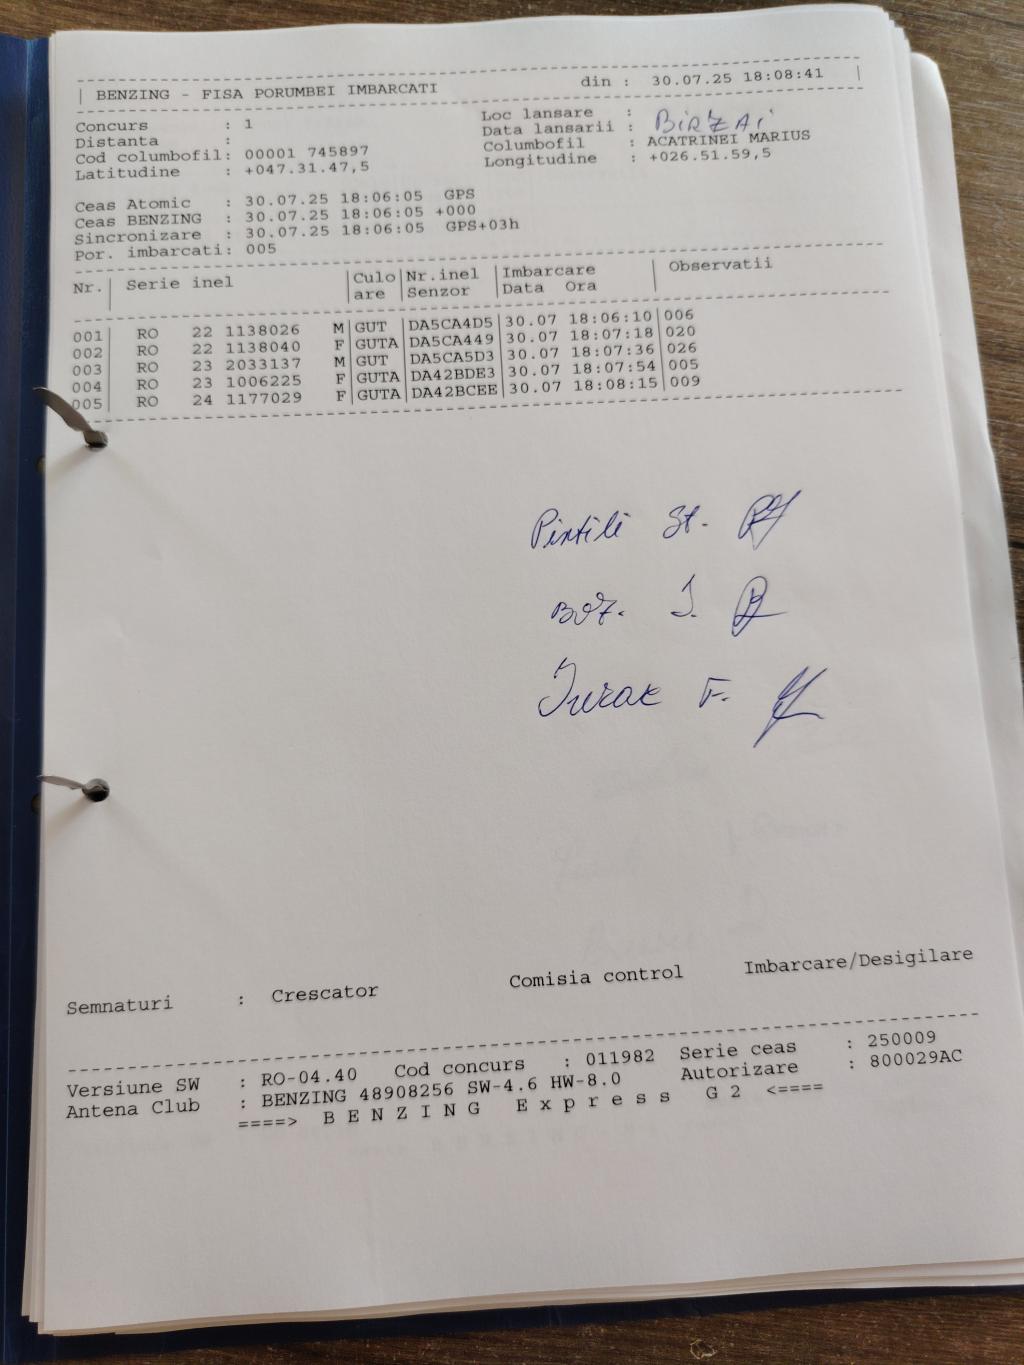 BENZING - FISA PORUMBEI IMBARCATI din : 30.07.25 18:08:41
Concurs : 1 Loc lansare : BIRZAI
Distanta : Data lansarii :
Cod columbofil: 00001 745897 Columbofil : ACATRINEI MARIUS
Latitudine : +047.31.47,5 Longitudine : +026.51.59,5
Ceas Atomic : 30.07.25 18:06:05 GPS
Ceas BENZING : 30.07.25 18:06:05 +000
Sincronizare : 30.07.25 18:06:05 GPS+03h
Por. imbarcati: 005
Nr. Serie inel Culo Nr.inel Imbarcare Observatii
are Senzor Data Ora
001 RO 22 1138026 M GUT DA5CA4D5 30.07 18:06:10 006
002 RO 22 1138040 F GUTA DA5CA449 30.07 18:07:18 020
003 RO 23 2033137 M GUT DA5CA5D3 30.07 18:07:36 026
004 RO 23 1006225 F GUTA DA42BDE3 30.07 18:07:54 005
005 RO 24 1177029 F GUTA DA42BCEE 30.07 18:08:15 009
Pintili St.
Boz. I.
F.
Semnaturi : Crescator Comisia control Imbarcare/Desigilare
Versiune SW : RO-04.40 Cod concurs : 011982 Serie ceas : 250009
Antena Club : BENZING 48908256 SW-4.6 HW-8.0 Autorizare : 800029AC
====> B E N Z I N G E x p r e s s G 2 <====